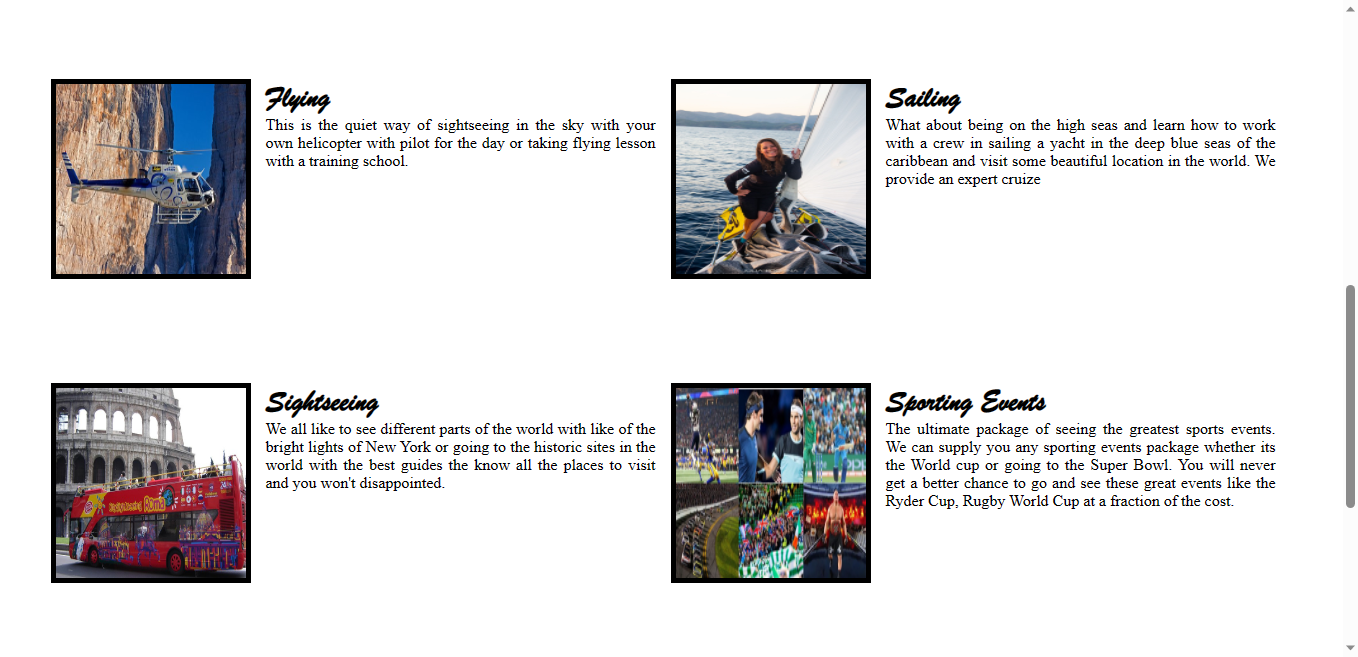 Flying
This is the quiet way of sightseeing in the sky with your
own helicopter with pilot for the day or taking flying lesson
with a training school.
Sailing
What about being on the high seas and learn how to work
with a crew in sailing a yacht in the deep blue seas of the
caribbean and visit some beautiful location in the world. We
provide an expert cruize
Sightseeing
We all like to see different parts of the world with like of the
bright lights of New York or going to the historic sites in the
world with the best guides the know all the places to visit
and you won't disappointed.
Sporting Events
The ultimate package of seeing the greatest sports events.
We can supply you any sporting events package whether its
the World cup or going to the Super Bowl. You will never
get a better chance to go and see these great events like the
Ryder Cup, Rugby World Cup at a fraction of the cost.